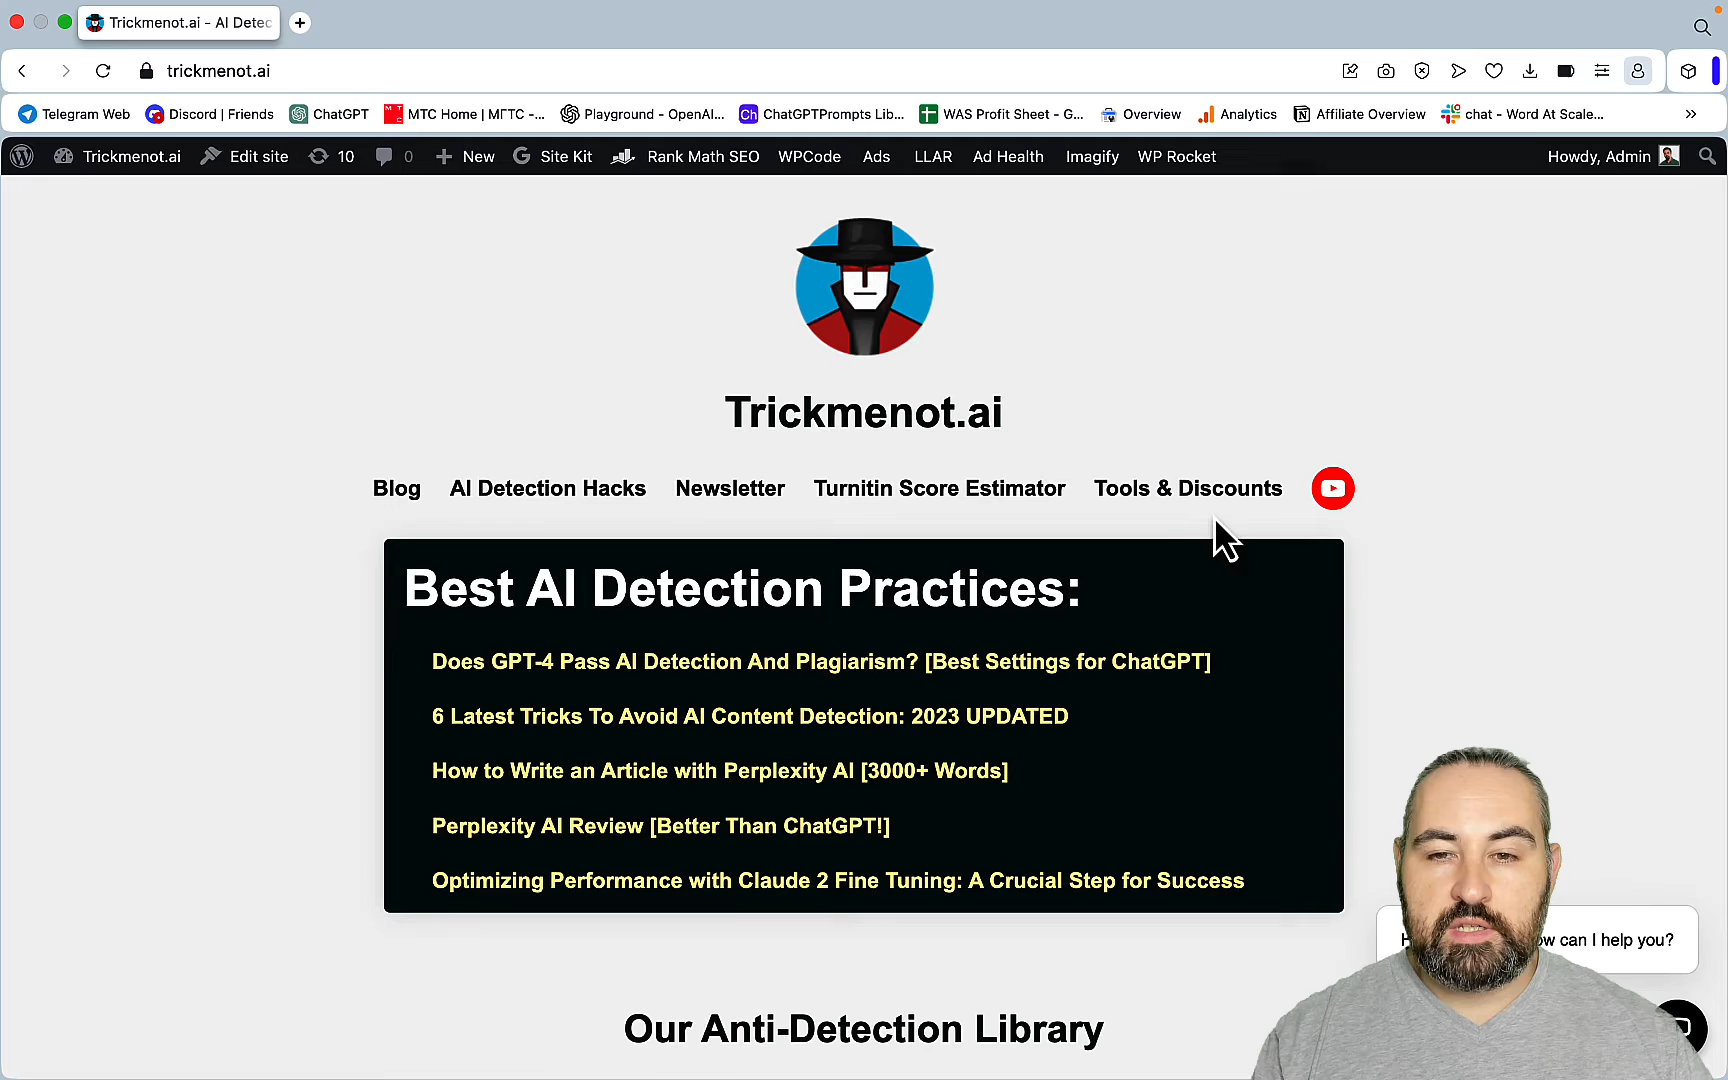 Trickmenot.ai - AI Detec
trickmenot.ai
Telegram Web Discord | Friends ChatGPT MTC Home | МГТС -... Playground - OpenAI... Ch ChatGPTPrompts Lib... WAS Profit Sheet - G... Overview Analytics Affiliate Overview chat - Word At Scale...
Trickmenot.ai Edit site 10 0 New Site Kit Rank Math SEO WPCode Ads LLAR Ad Health Imagify WP Rocket Howdy, Admin
Trickmenot.ai
Blog AI Detection Hacks Newsletter Turnitin Score Estimator Tools & Discounts
Best AI Detection Practices:
Does GPT-4 Pass AI Detection And Plagiarism? [Best Settings for ChatGPT]
6 Latest Tricks To Avoid AI Content Detection: 2023 UPDATED
How to Write an Article with Perplexity AI [3000+ Words]
Perplexity AI Review [Better Than ChatGPT!]
Optimizing Performance with Claude 2 Fine Tuning: A Crucial Step for Success
can I help you?
Our Anti-Detection Library